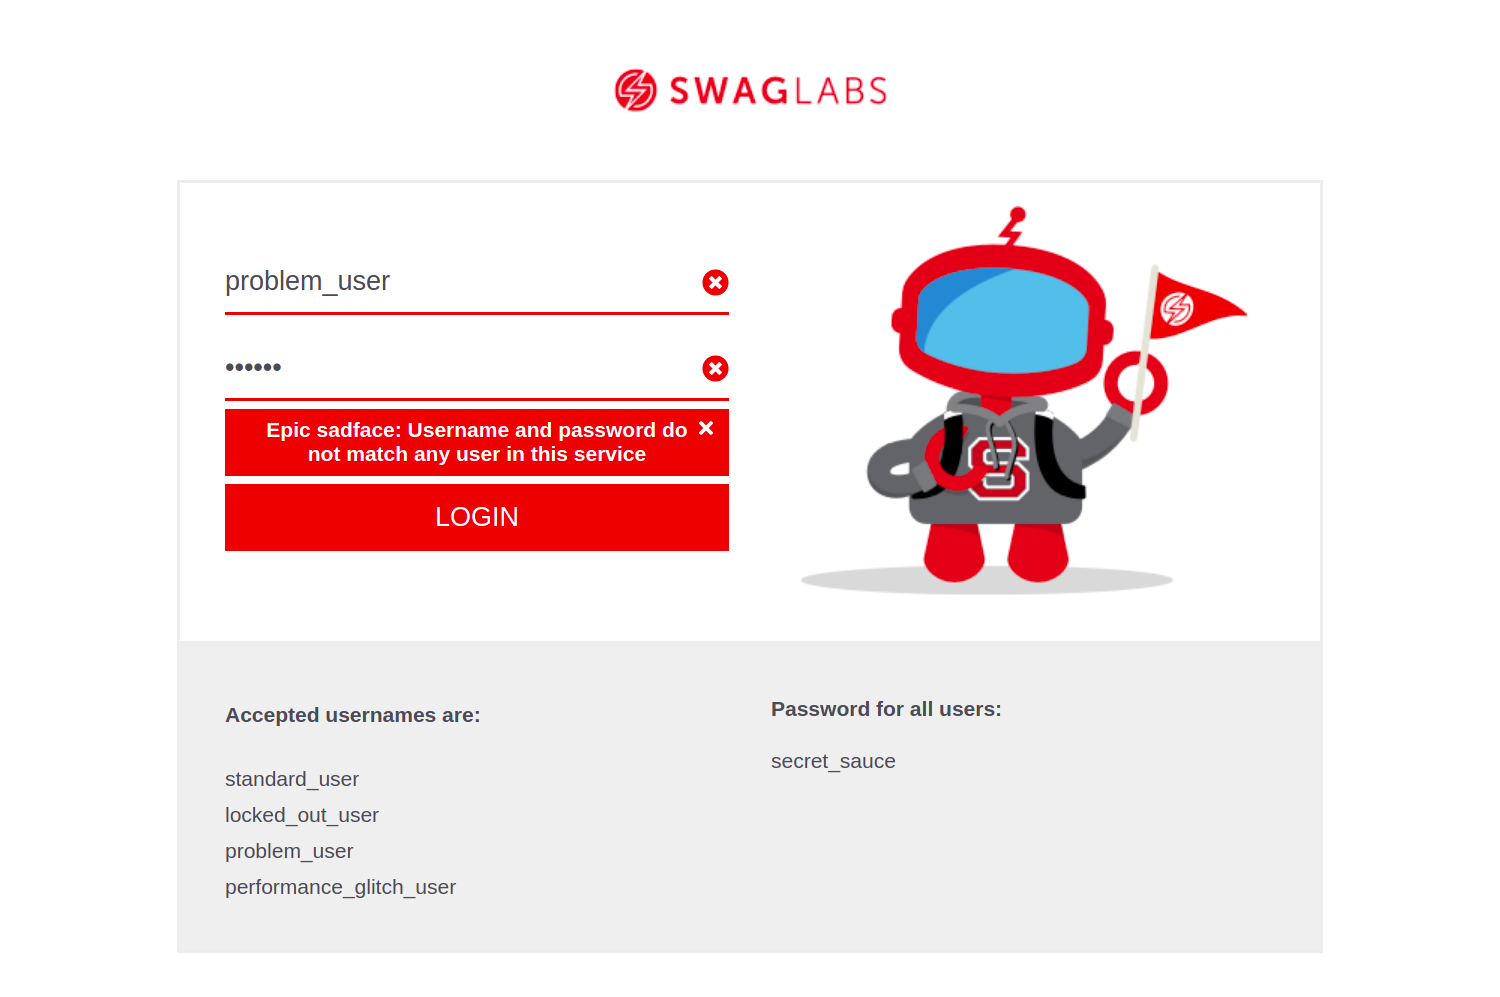 SWAGLABS
problem_user
••••••
Epic sadface: Username and password do
not match any user in this service
LOGIN
S
Accepted usernames are:
standard_user
locked_out_user
problem_user
performance_glitch_user
Password for all users:
secret_sauce